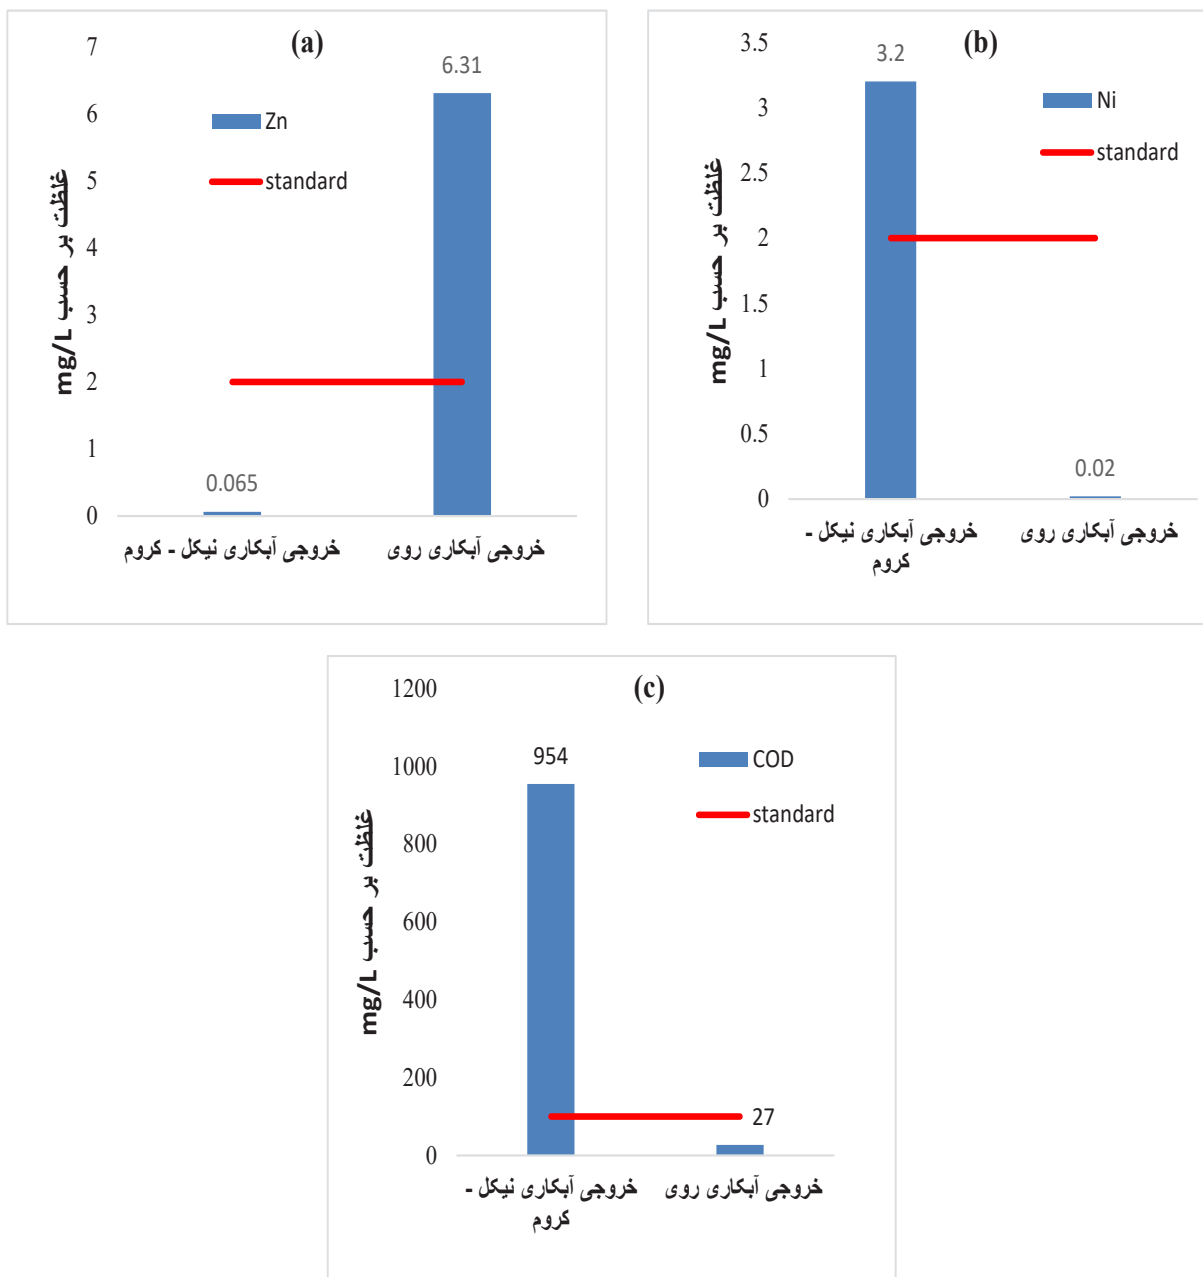 (a)
7
6
5
4
3
2
1
0
6.31
0.065
Zn
standard
غلظت بر حسب mg/L
خروجی آبکاری نیکل - کروم
خروجی آبکاری روی
(b)
3.5
3
2.5
2
1.5
1
0.5
0
3.2
0.02
Ni
standard
غلظت بر حسب mg/L
خروجی آبکاری نیکل -
کروم
خروجی آبکاری روی
(c)
1200
1000
800
600
400
200
0
954
27
COD
standard
غلظت بر حسب mg/L
خروجی آبکاری نیکل -
کروم
خروجی آبکاری روی